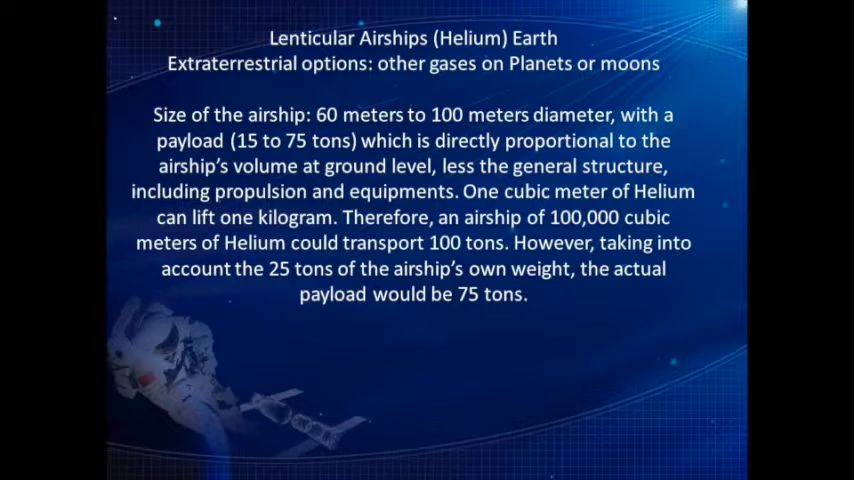 Lenticular Airships (Helium) Earth
Extraterrestrial options: other gases on Planets or moons
Size of the airship: 60 meters to 100 meters diameter, with a
payload (15 to 75 tons) which is directly proportional to the
airship's volume at ground level, less the general structure,
including propulsion and equipments. One cubic meter of Helium
can lift one kilogram. Therefore, an airship of 100,000 cubic
meters of Helium could transport 100 tons. However, taking into
account the 25 tons of the airship's own weight, the actual
payload would be 75 tons.